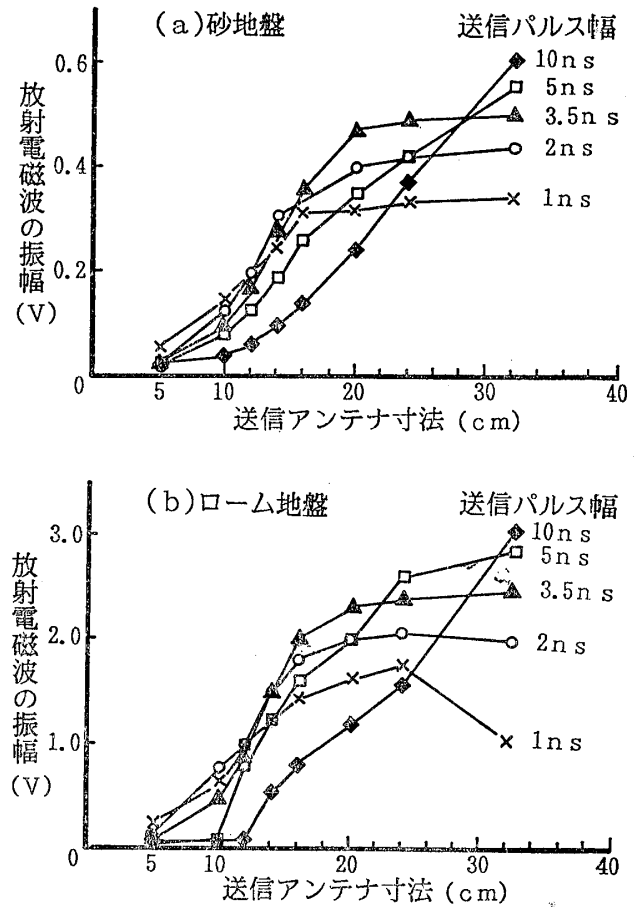 (a)砂地盤
送信パルス幅
10ns
5ns
3.5ns
2ns
1ns
0.6
0.4
0.2
0
放射電磁波の振幅
(V)
5 10 20 30 40
送信アンテナ寸法(cm)
(b)ローム地盤
送信パルス幅
10ns
5ns
3.5ns
2ns
1ns
3.0
2.0
1.0
0
放射電磁波の振幅
(V)
5 10 20 30 40
送信アンテナ寸法(cm)